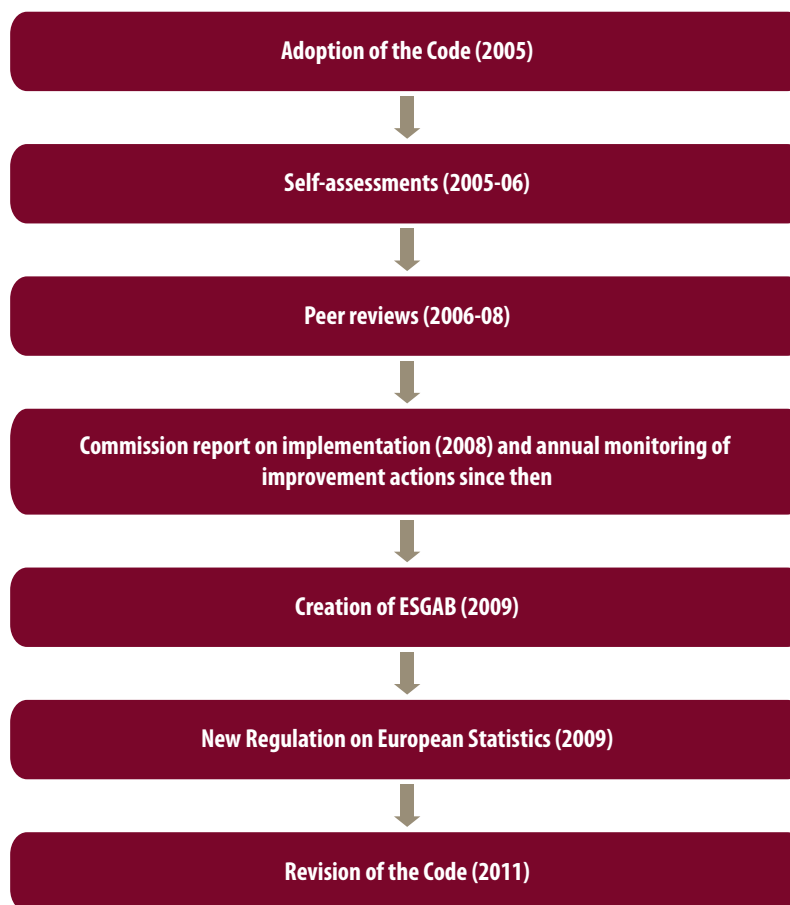 Adoption of the Code (2005)
Self-assessments (2005-06)
Peer reviews (2006-08)
Commission report on implementation (2008) and annual monitoring of
improvement actions since then
Creation of ESGAB (2009)
New Regulation on European Statistics (2009)
Revision of the Code (2011)